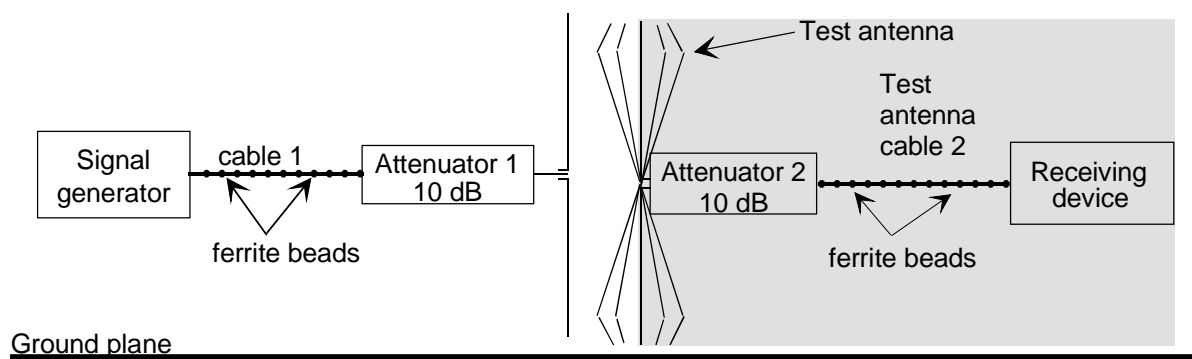 Test antenna
Test
antenna
cable 2
Signal
generator
cable 1
Attenuator 1
10 dB
Attenuator 2
10 dB
Receiving
device
ferrite beads
ferrite beads
Ground plane